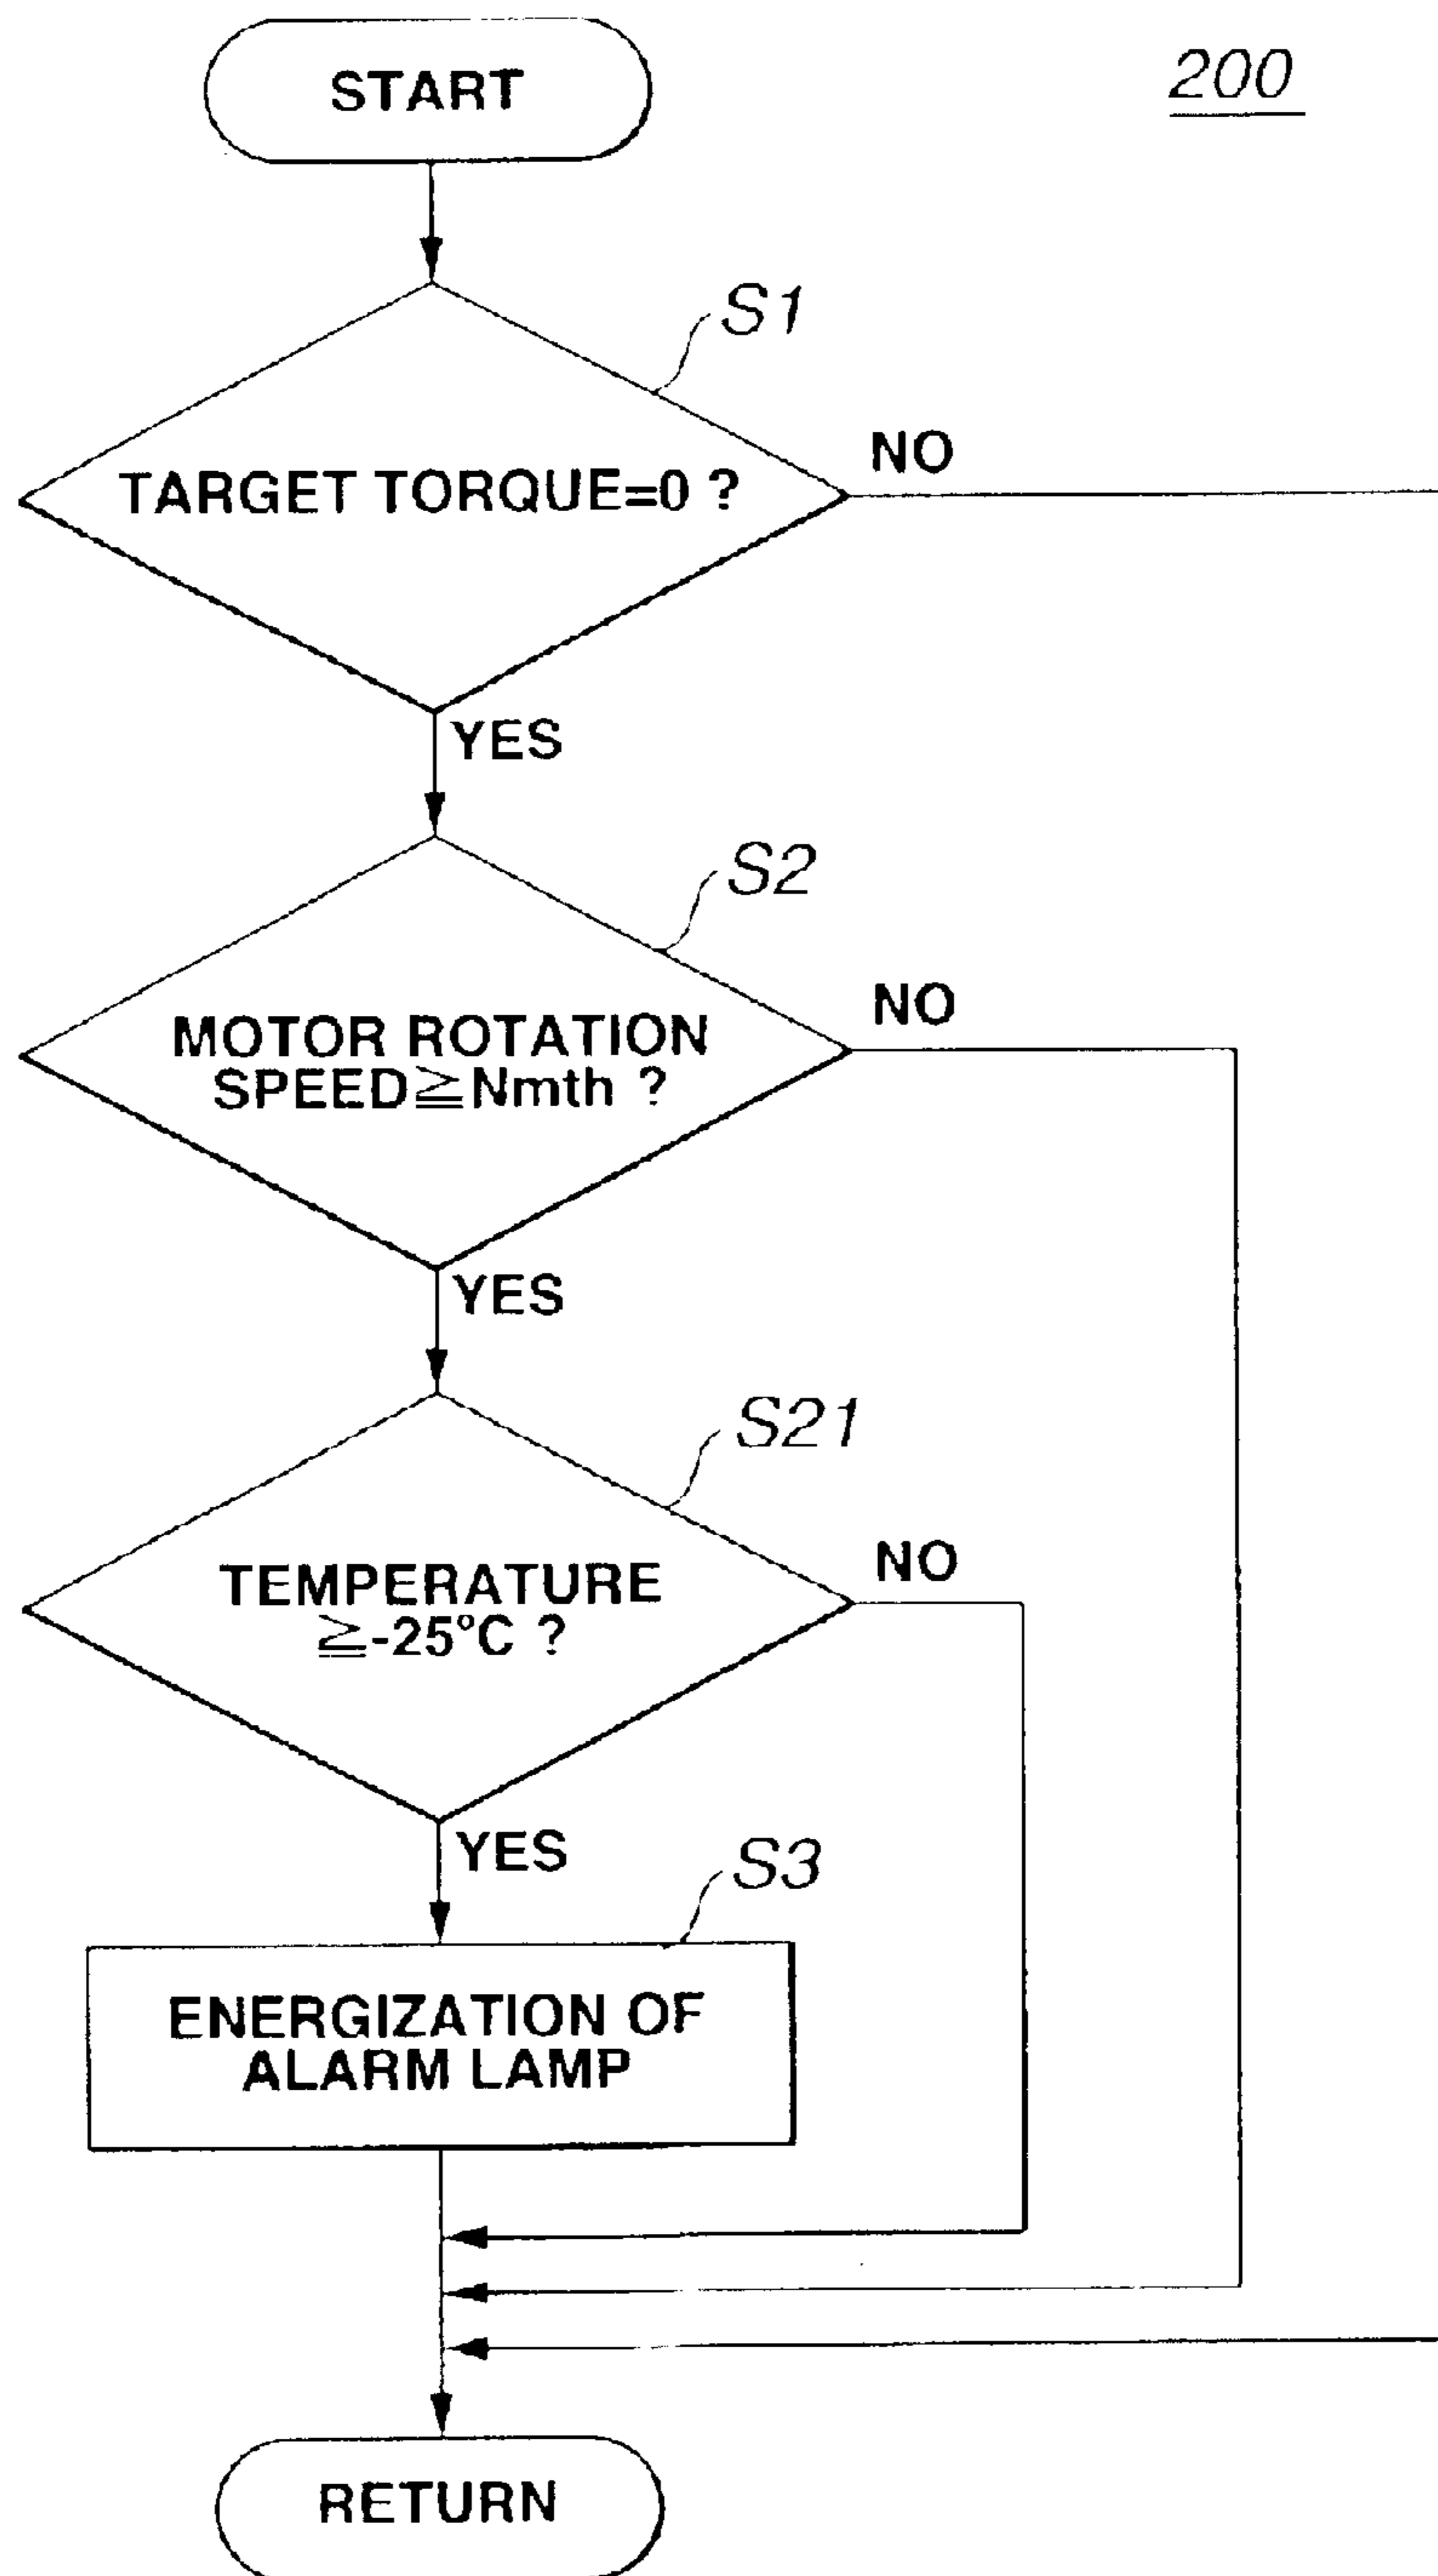 START
200
S1
TARGET TORQUE=0 ?
NO
YES
S2
MOTOR ROTATION
SPEED≧Nmth ?
NO
YES
S21
TEMPERATURE
≧-25°C ?
NO
YES
S3
ENERGIZATION OF
ALARM LAMP
RETURN